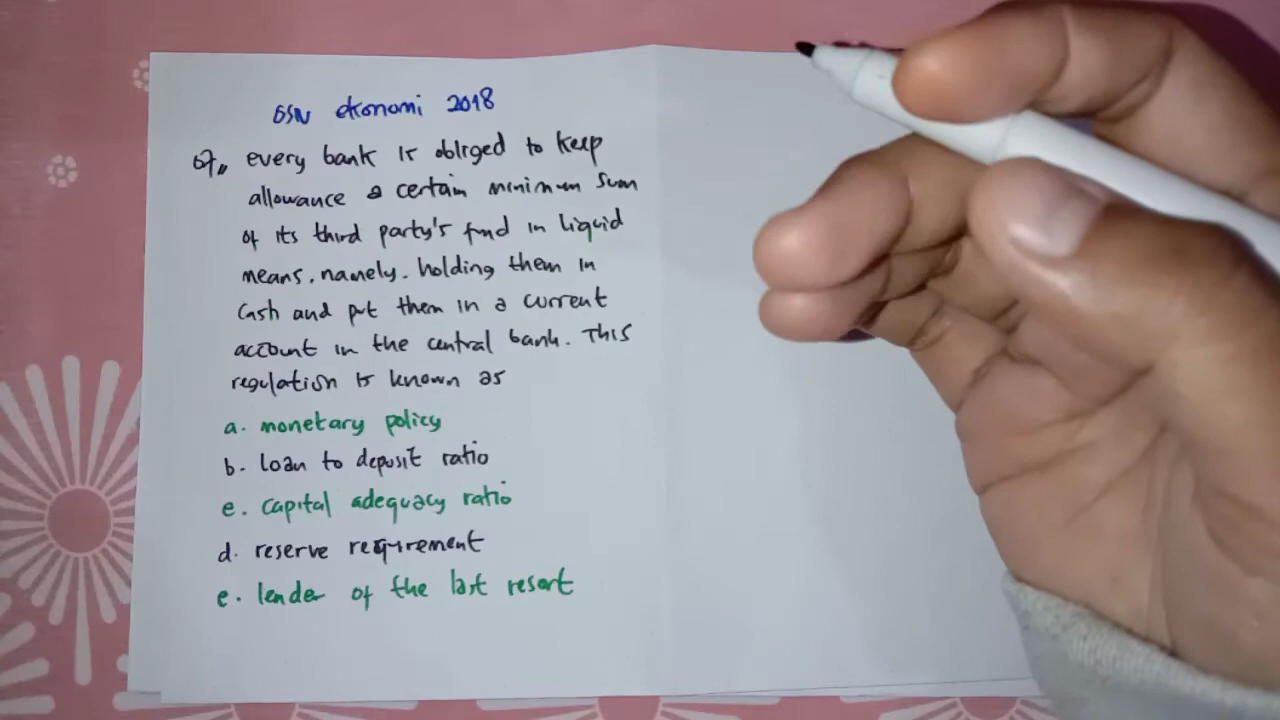 OSN ekonomi 2018
07,, every bank is obliged to keep
allowance a certain minimum sum
of its third party's fund in liquid
means, namely. holding them in
cash and put them in a current
account in the central bank. This
regulation is known as
a. monetary policy
b. loan to deposit ratio
e. capital adequacy ratio
d. reserve requirement
e. lender of the last resort